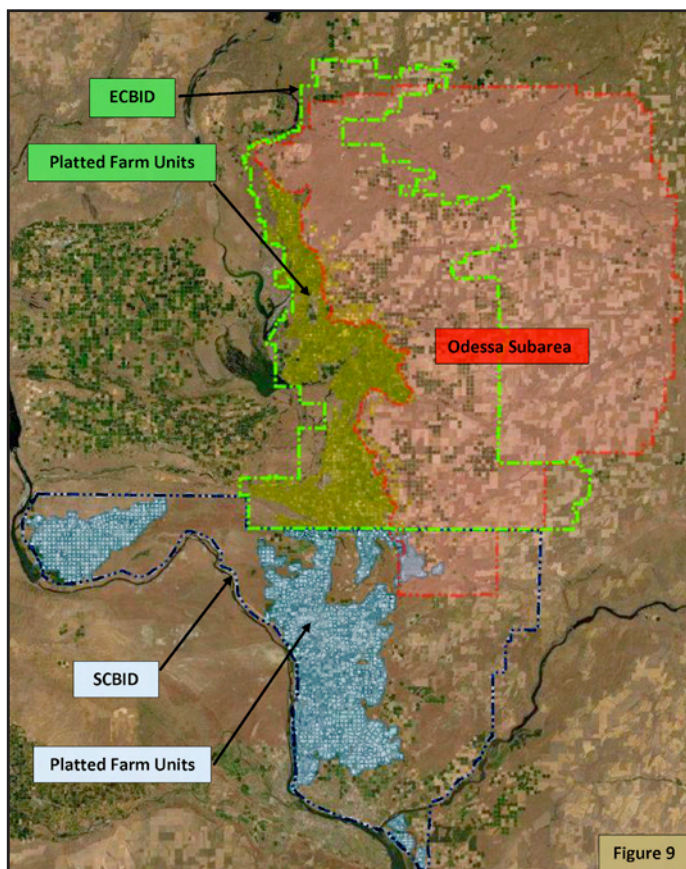 ECBID
Platted Farm Units
Odessa Subarea
SCBID
Platted Farm Units
Figure 9